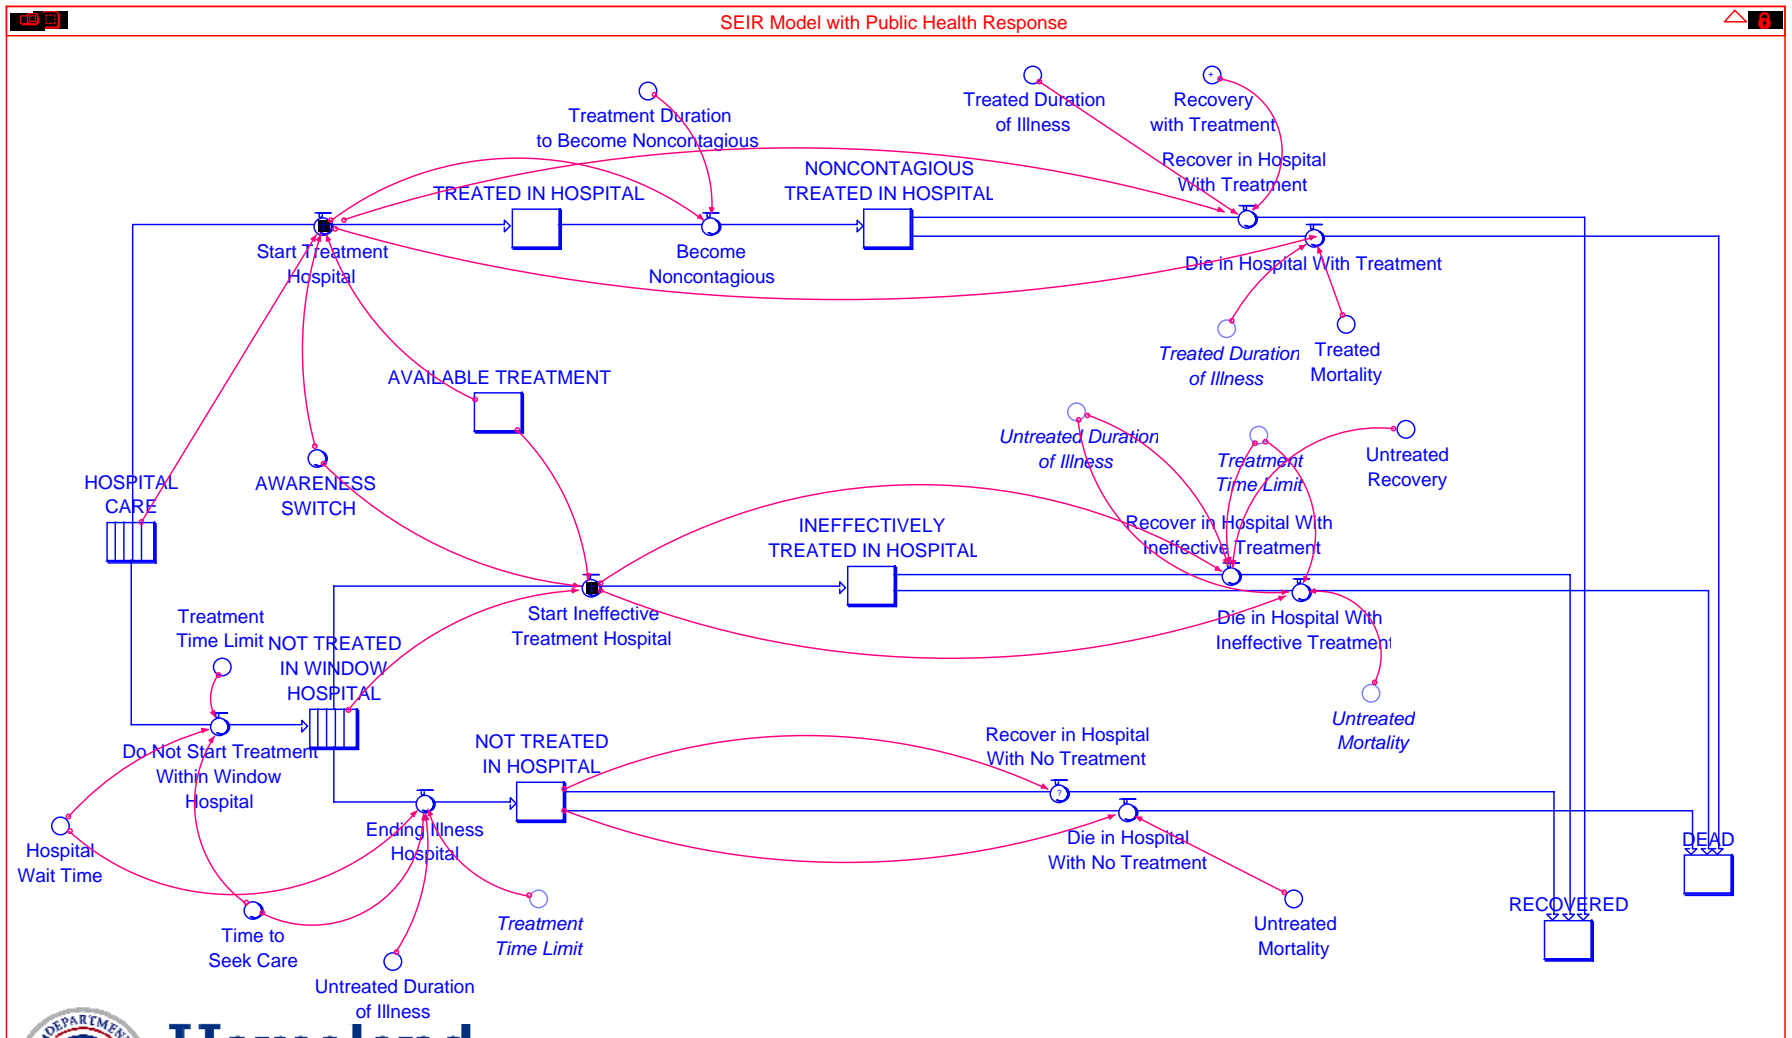 SEIR Model with Public Health Response
Treatment Duration
to Become Noncontagious
Treated Duration
of Illness
Recovery
with Treatment
Recover in Hospital
With Treatment
TREATED IN HOSPITAL
NONCONTAGIOUS
TREATED IN HOSPITAL
Start Treatment
Hospital
Become
Noncontagious
Die in Hospital With Treatment
Treated Duration
of Illness
Treated
Mortality
AVAILABLE TREATMENT
Untreated Duration
of Illness
Treatment
Time Limit
Untreated
Recovery
HOSPITAL
CARE
AWARENESS
SWITCH
INEFFECTIVELY
TREATED IN HOSPITAL
Recover in Hospital With
Ineffective Treatment
Start Ineffective
Treatment Hospital
Die in Hospital With
Ineffective Treatment
Treatment
Time Limit
NOT TREATED
IN WINDOW
HOSPITAL
Untreated
Mortality
Do Not Start Treatment
Within Window
Hospital
NOT TREATED
IN HOSPITAL
Recover in Hospital
With No Treatment
?
Ending Illness
Hospital
Die in Hospital
With No Treatment
DEAD
Hospital
Wait Time
Time to
Seek Care
Treatment
Time Limit
Untreated
Mortality
RECOVERED
Untreated Duration
of Illness
DEPARTMEN
Homeland